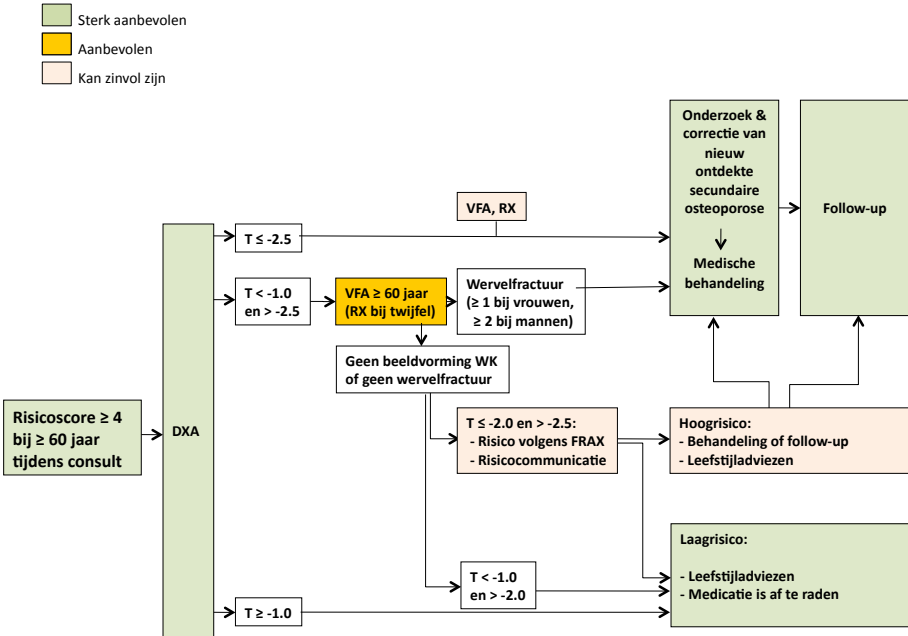 Sterk aanbevolen
Aanbevolen
Kan zinvol zijn
Onderzoek &
correctie van
nieuw
ontdekte
secundaire
osteoporose
Medische
behandeling
Follow-up
VFA, RX
T ≤ -2.5
T < -1.0
en > -2.5
VFA ≥ 60 jaar
(RX bij twijfel)
Wervelfractuur
(≥ 1 bij vrouwen,
≥ 2 bij mannen)
Geen beeldvorming WK
of geen wervelfractuur
Risicoscore ≥ 4
bij ≥ 60 jaar
tijdens consult
DXA
T ≤ -2.0 en > -2.5:
- Risico volgens FRAX
- Risicocommunicatie
Hoogrisico:
- Behandeling of follow-up
- Leefstijladviezen
Laagrisico:
- Leefstijladviezen
- Medicatie is af te raden
T < -1.0
en > -2.0
T ≥ -1.0